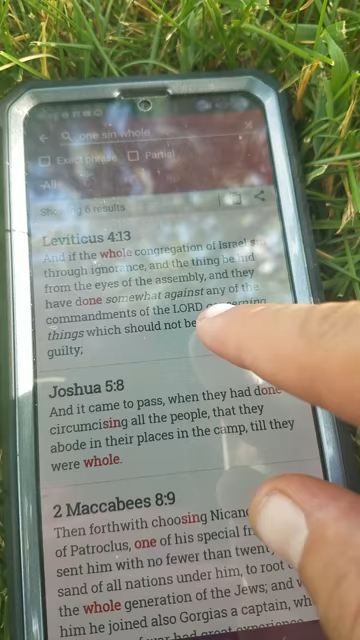 one sin whole
Exact phrase Partial
-All-
Showing 6 results
Leviticus 4:13
And if the whole congregation of Israel
through ignorance, and the thing be hid
from the eyes of the assembly, and they
have done somewhat against any of the
commandments of the LORD concerning
things which should not be
guilty;
Joshua 5:8
And it came to pass, when they had done
circumcising all the people, that they
abode in their places in the camp, till they
were whole.
2 Maccabees 8:9
Then forthwith choosing
of Patroclus, one of his special
sent him with no fewer than
sand of all nations under him, to root
the whole generation of the Jews; and
he joined also Gorgias a captain,
of war had great experience